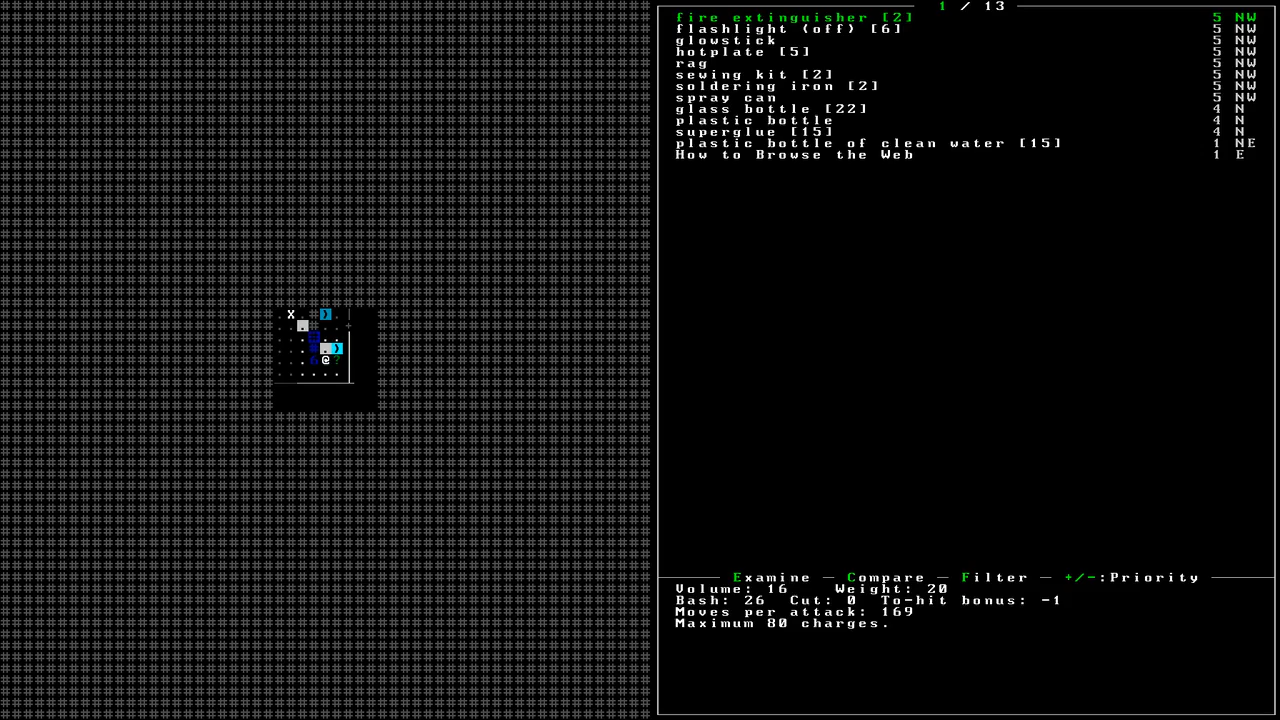 1 / 13
fire extinguisher [2] 5 NW
flashlight (off) [6] 5 NW
glowstick 5 NW
hotplate [5] 5 NW
rag 5 NW
sewing kit [2] 5 NW
soldering iron [2] 5 NW
spray can 5 NW
glass bottle [22] 4 N
plastic bottle 4 N
superglue [15] 4 N
plastic bottle of clean water [15] 1 NE
How to Browse the Web 1 E
Examine - Compare - Filter - +/-:Priority
Volume: 16 Weight: 20
Bash: 26 Cut: 0 To-hit bonus: -1
Moves per attack: 169
Maximum 80 charges.